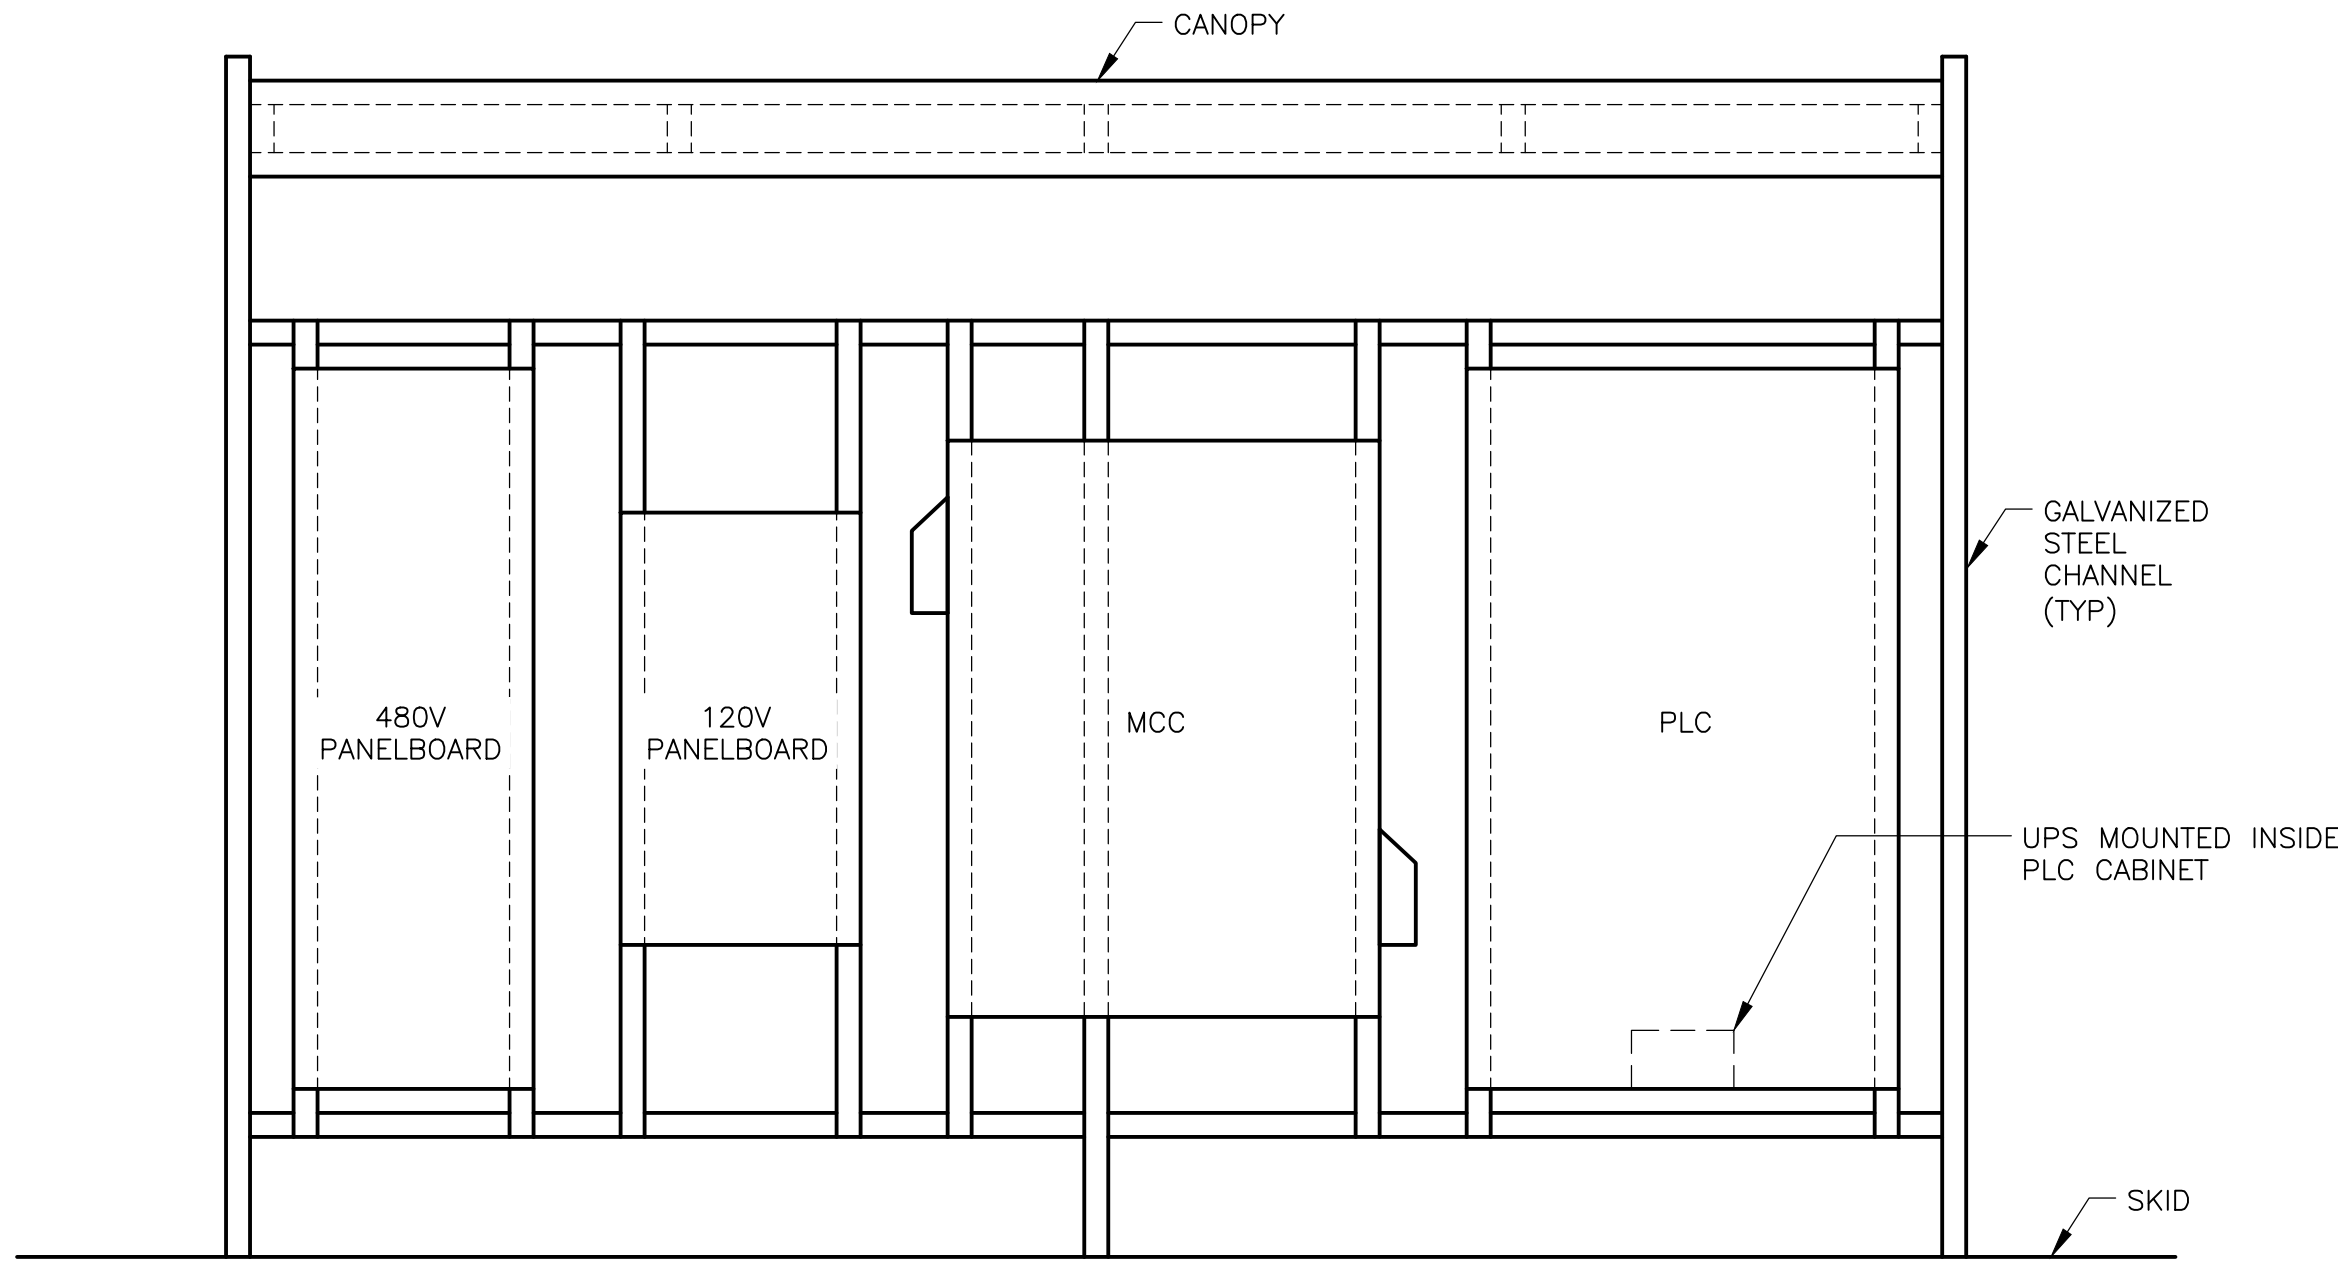 CANOPY
GALVANIZED
STEEL
CHANNEL
(TYP)
480V
PANELBOARD
120V
PANELBOARD
MCC
PLC
UPS MOUNTED INSIDE
PLC CABINET
SKID